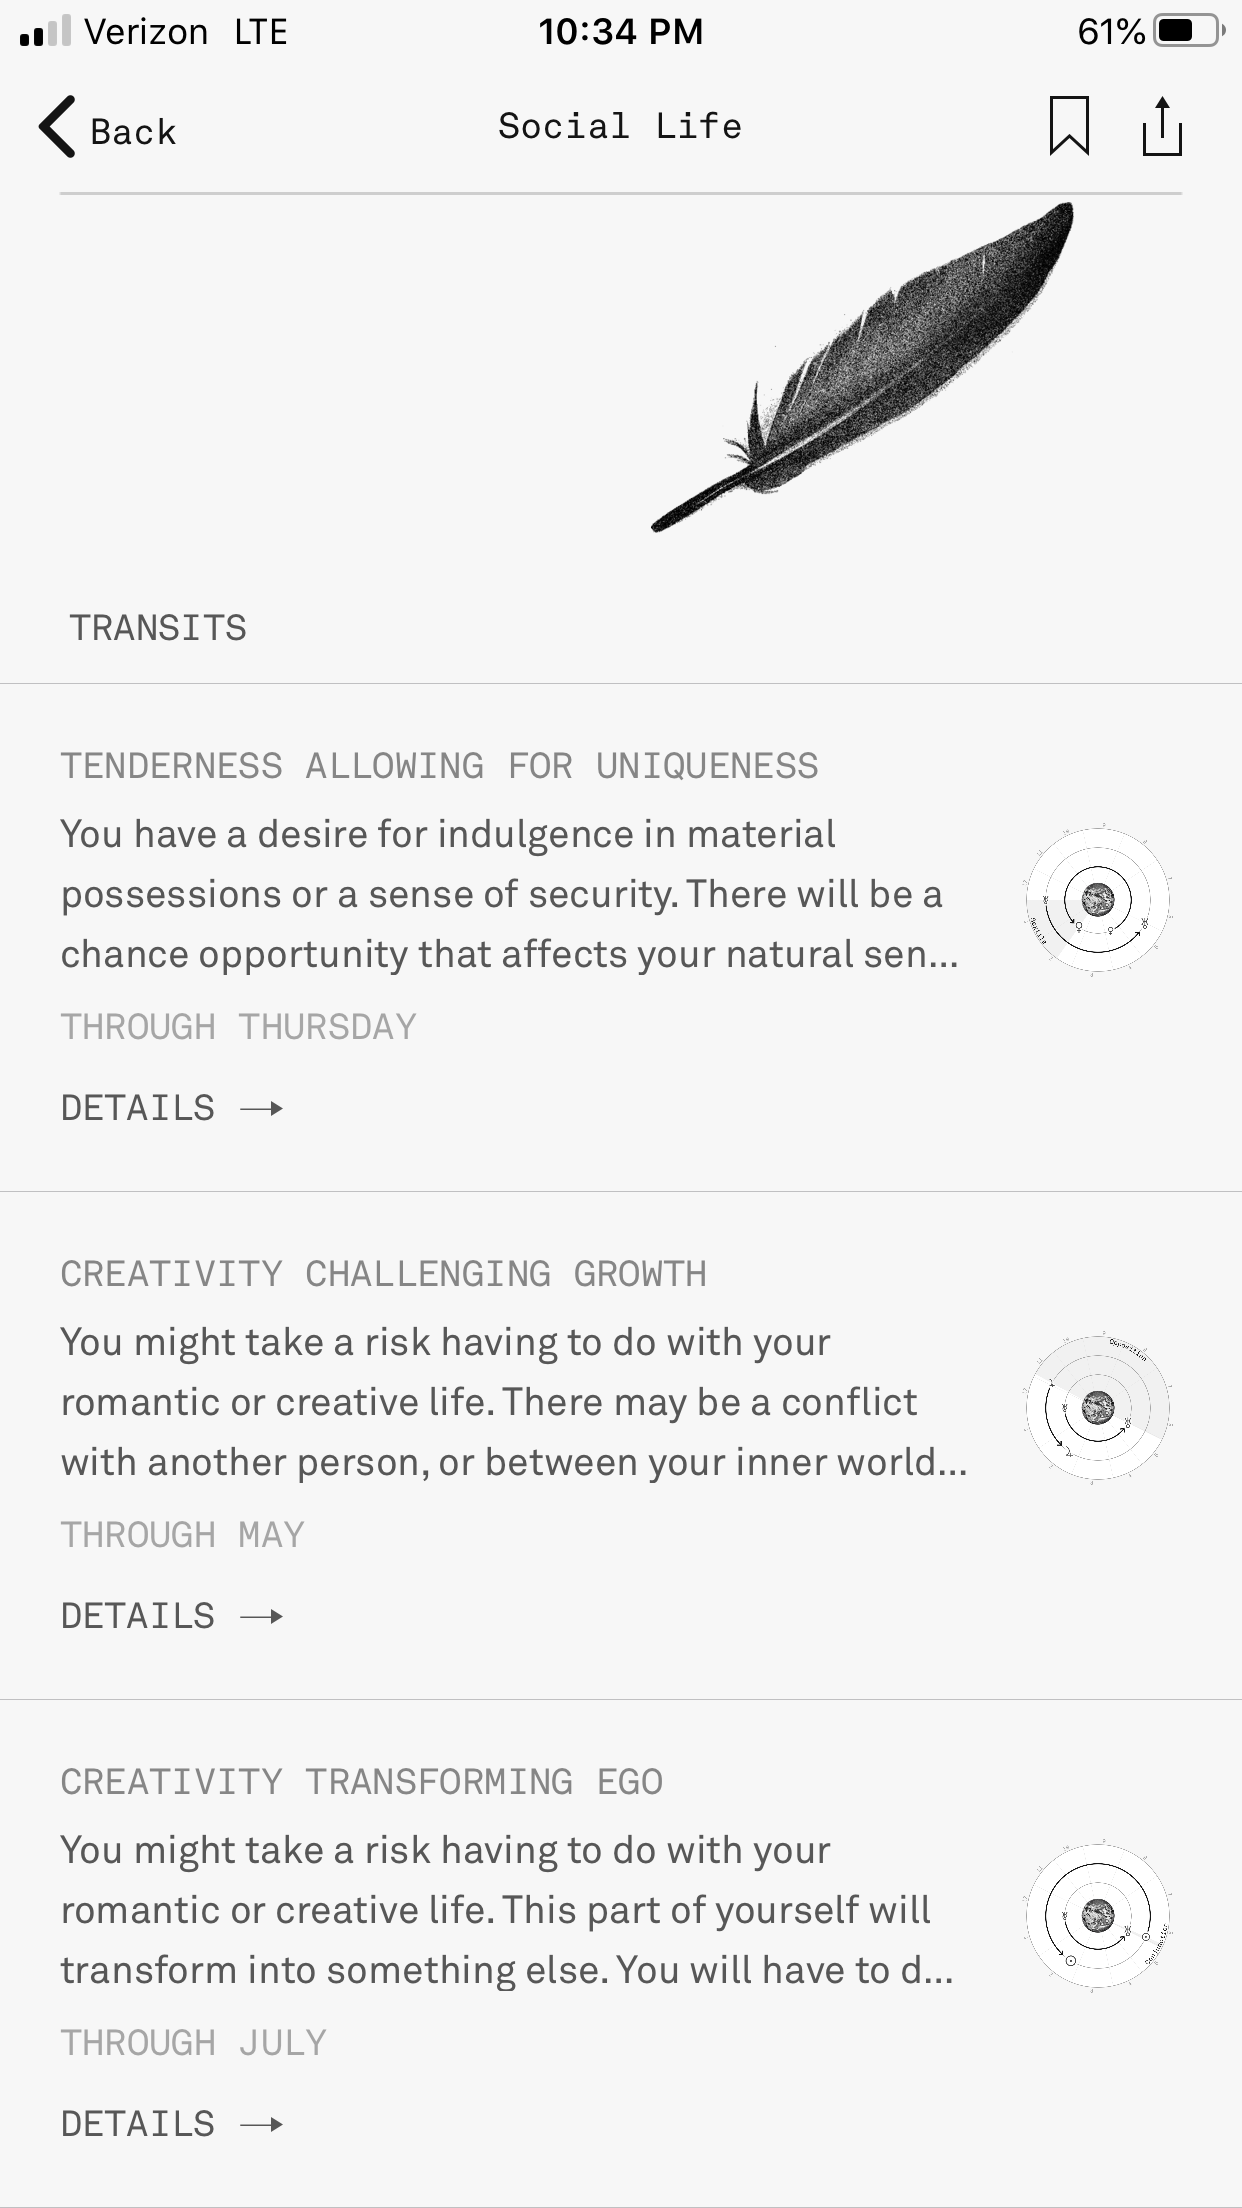 Verizon LTE 10:34 PM 61%
Back Social Life
TRANSITS
TENDERNESS ALLOWING FOR UNIQUENESS
You have a desire for indulgence in material
possessions or a sense of security. There will be a
chance opportunity that affects your natural sen...
THROUGH THURSDAY
DETAILS
CREATIVITY CHALLENGING GROWTH
You might take a risk having to do with your
romantic or creative life. There may be a conflict
with another person, or between your inner world...
THROUGH MAY
DETAILS
CREATIVITY TRANSFORMING EGO
You might take a risk having to do with your
romantic or creative life. This part of yourself will
transform into something else. You will have to d...
THROUGH JULY
DETAILS